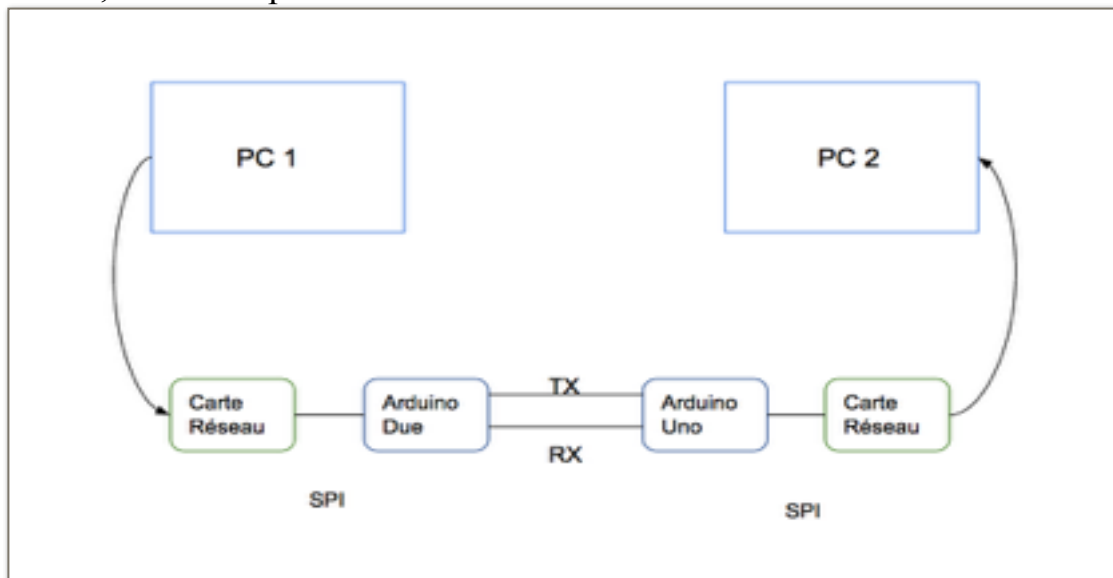 PC 1
PC 2
Carte
Réseau
Arduino
Due
TX
RX
Arduino
Uno
Carte
Réseau
SPI
SPI